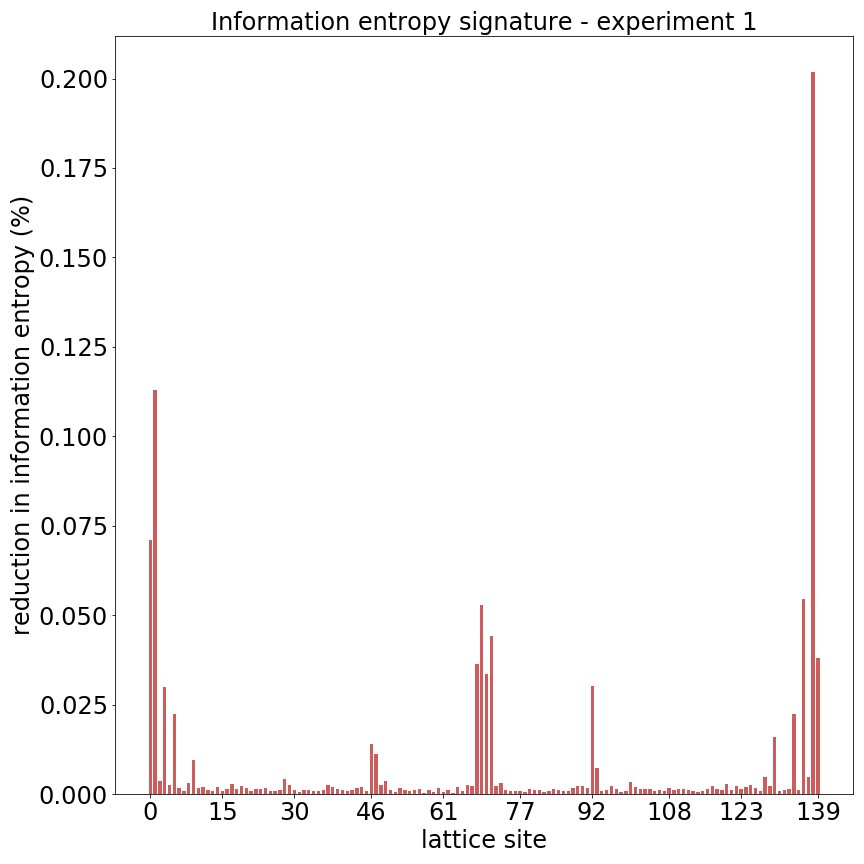 Information entropy signature - experiment 1
0.200
0.175
0.150
0.125
0.100
0.075
0.050
0.025
0.000
reduction in information entropy (%)
0 15 30 46 61 77 92 108 123 139
lattice site